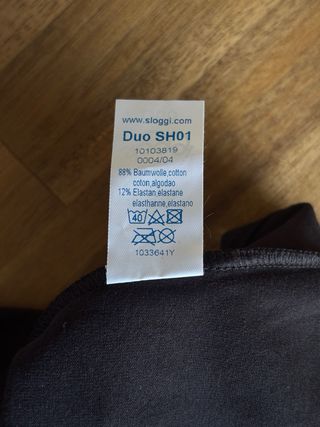 www.sloggi.com
Duo SH01
10103819
0004/04
88% Baumwolle,cotton
coton,algodao
12% Elastan,elastane
elasthanne,elastano
40
1033641Y